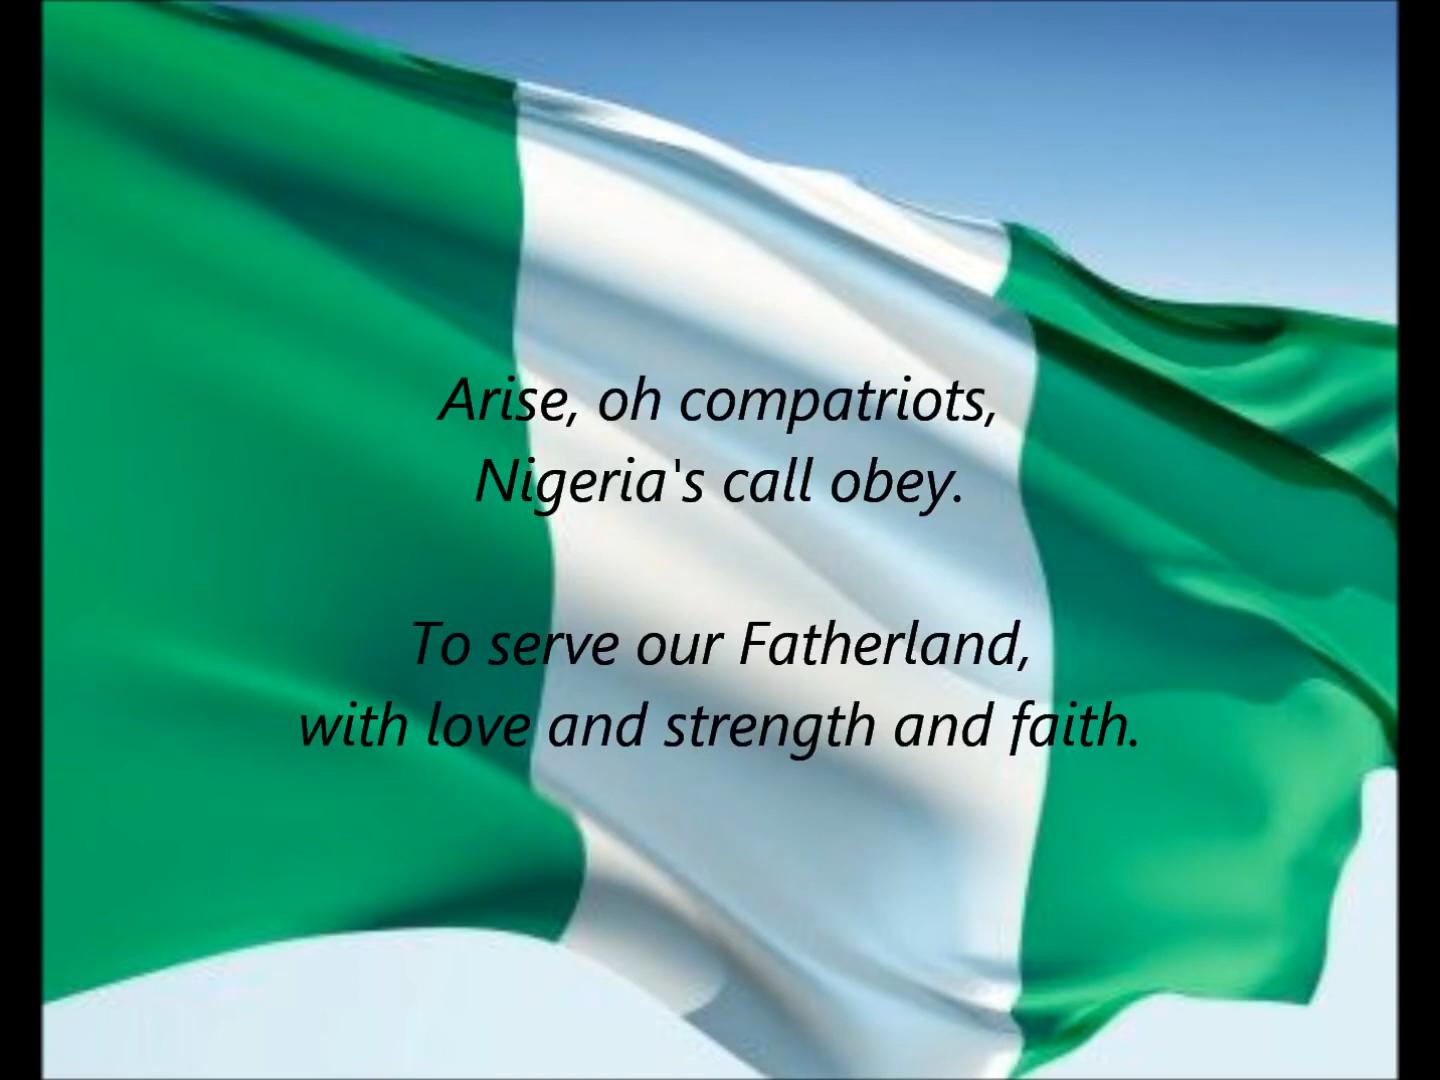 Arise, oh compatriots,
Nigeria's call obey.
To serve our Fatherland,
with love and strength and faith.